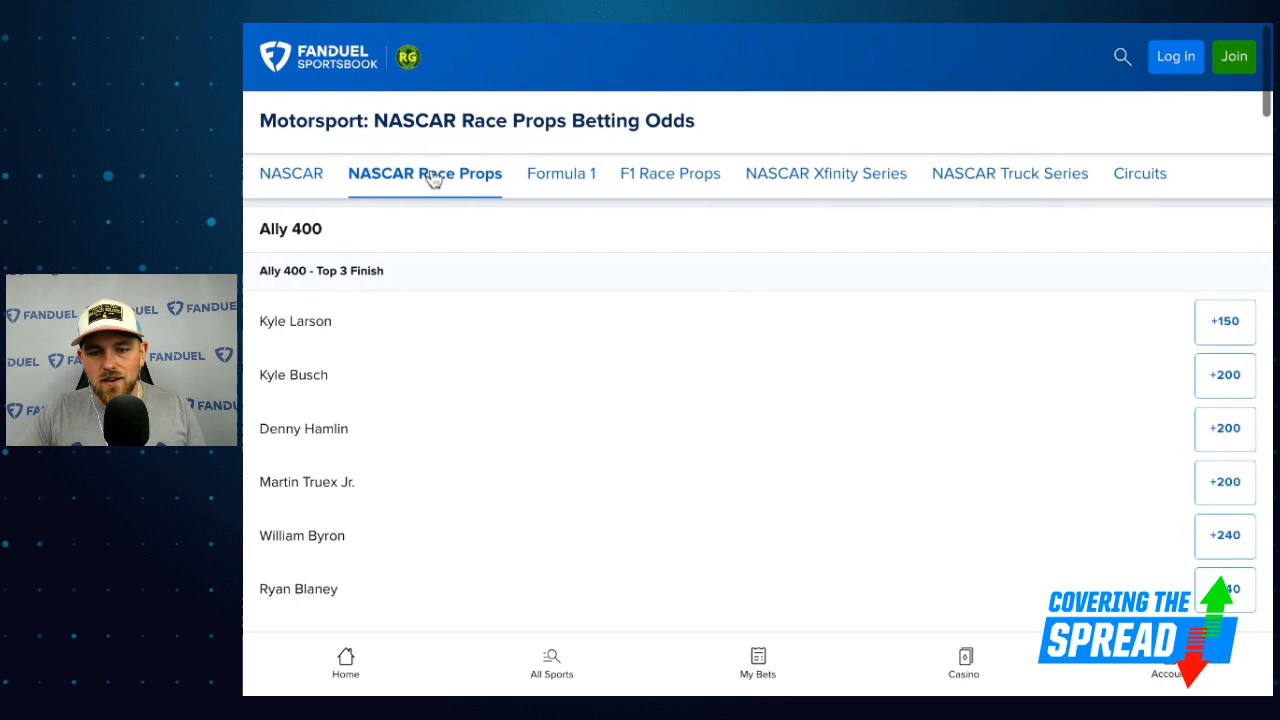 FANDUEL
SPORTSBOOK
RG
Log in
Join
Motorsport: NASCAR Race Props Betting Odds
NASCAR
NASCAR Race Props
Formula 1
F1 Race Props
NASCAR Xfinity Series
NASCAR Truck Series
Circuits
Ally 400
Ally 400 - Top 3 Finish
Kyle Larson +150
Kyle Busch +200
Denny Hamlin +200
Martin Truex Jr. +200
William Byron +240
Ryan Blaney
COVERING THE
SPREAD
Home
All Sports
My Bets
Casino
FANDUEL
FANDUEL